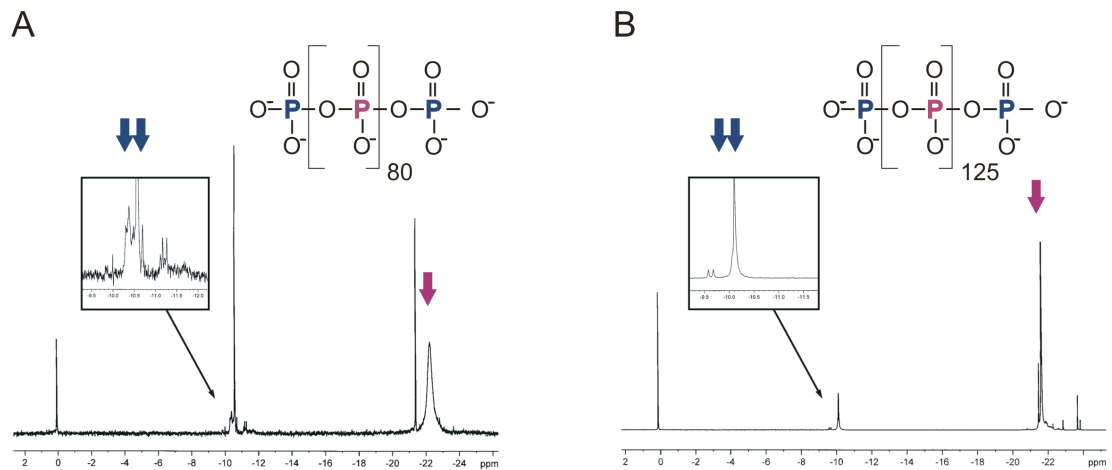 A
O O O
O⁻ P O P O P O⁻
O⁻ O⁻ O⁻
80
-9.5 -10.0 -10.5 -11.0 -11.5 -12.0
2 0 -2 -4 -6 -8 -10 -12 -14 -16 -18 -20 -22 -24 ppm
B
O O O
O⁻ P O P O P O⁻
O⁻ O⁻ O⁻
125
-9.5 -10.0 -10.5 -11.0 -11.5
2 0 -2 -4 -6 -8 -10 -12 -14 -16 -18 -20 -22 ppm